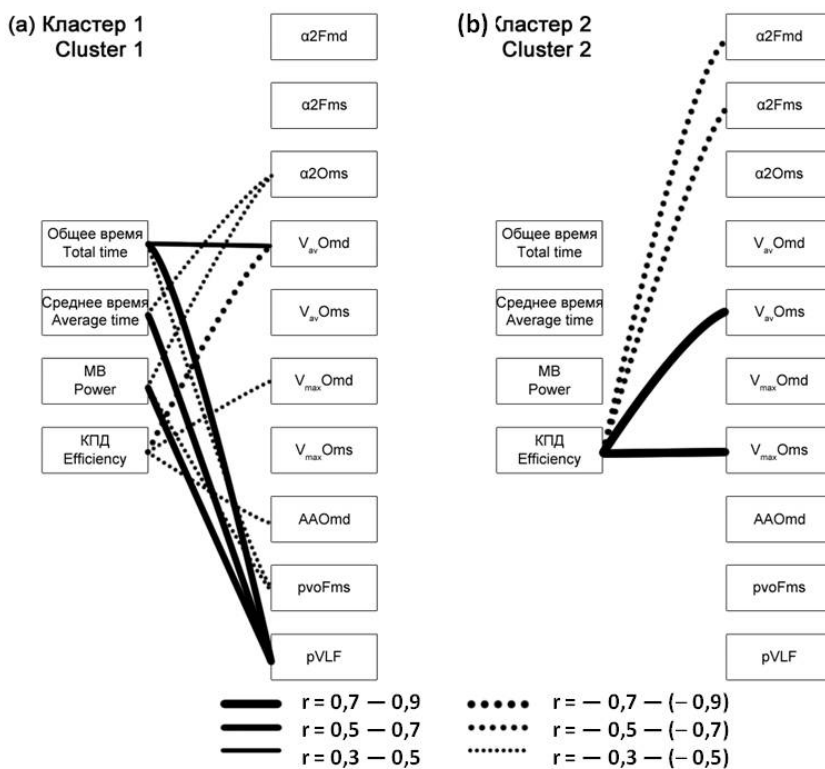 (a) Кластер 1
Cluster 1
α2Fmd
α2Fms
α2Oms
Общее время
Total time
VavOmd
Среднее время
Average time
VavOms
МВ
Power
VmaxOmd
КПД
Efficiency
VmaxOms
AAOmd
pvoFms
pVLF
(b) Кластер 2
Cluster 2
α2Fmd
α2Fms
α2Oms
Общее время
Total time
VavOmd
Среднее время
Average time
VavOms
МВ
Power
VmaxOmd
КПД
Efficiency
VmaxOms
AAOmd
pvoFms
pVLF
r = 0,7 — 0,9
r = 0,5 — 0,7
r = 0,3 — 0,5
r = — 0,7 — (– 0,9)
r = — 0,5 — (– 0,7)
r = — 0,3 — (– 0,5)